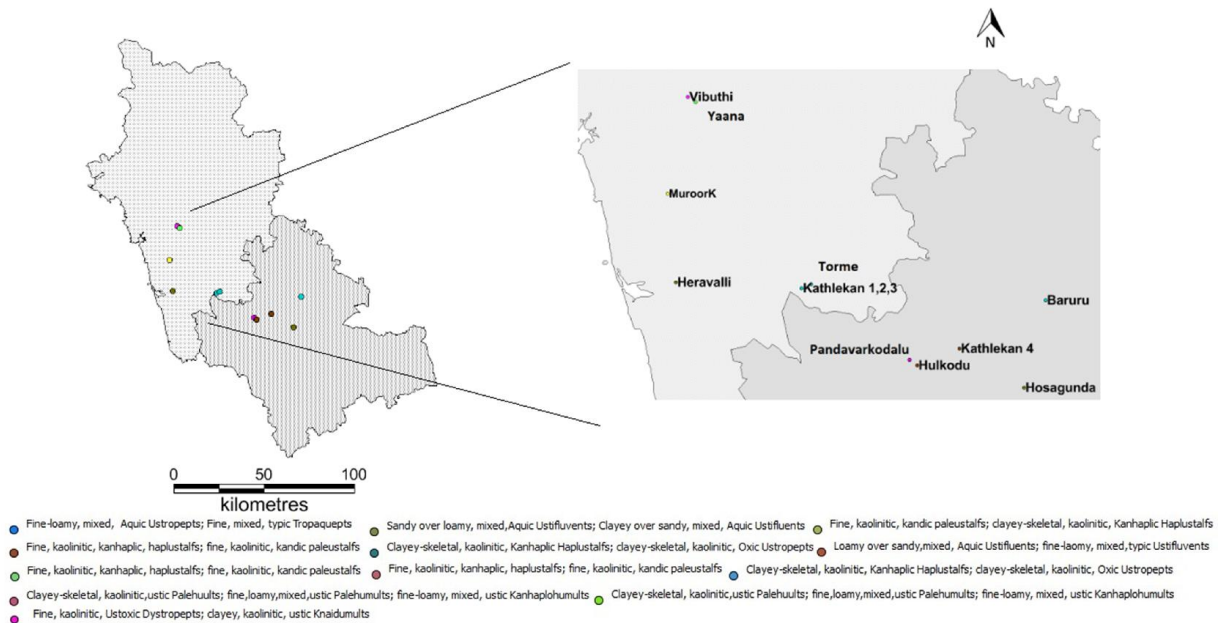 N
Vibuthi
Yaana
MuroorK
Torme
Heravalli
Kathlekan 1,2,3
Baruru
Pandavarkodalu
Kathlekan 4
Hulkodu
Hosagunda
0 50 100
kilometres
Fine-loamy, mixed, Aquic Ustropepts; Fine, mixed, typic Tropaquepts
Sandy over loamy, mixed,Aquic Ustifluvents; Clayey over sandy, mixed, Aquic Ustifluents
Fine, kaolinitic, kandic paleustalfs; clayey-skeletal, kaolinitic, Kanhaplic Haplustalfs
Fine, kaolinitic, kanhaplic, haplustalfs; fine, kaolinitic, kandic paleustalfs
Clayey-skeletal, kaolinitic, Kanhaplic Haplustalfs; clayey-skeletal, kaolinitic, Oxic Ustropepts
Loamy over sandy,mixed, Aquic Ustifluents; fine-laomy, mixed,typic Ustifluvents
Fine, kaolinitic, kanhaplic, haplustalfs; fine, kaolinitic, kandic paleustalfs
Fine, kaolinitic, kanhaplic, haplustalfs; fine, kaolinitic, kandic paleustalfs
Clayey-skeletal, kaolinitic, Kanhaplic Haplustalfs; clayey-skeletal, kaolinitic, Oxic Ustropepts
Clayey-skeletal, kaolinitic,ustic Palehuults; fine,loamy,mixed,ustic Palehumults; fine-loamy, mixed, ustic Kanhaplohumults
Clayey-skeletal, kaolinitic,ustic Palehuults; fine,loamy,mixed,ustic Palehumults; fine-loamy, mixed, ustic Kanhaplohumults
Fine, kaolinitic, Ustoxic Dystropepts; clayey, kaolinitic, ustic Knaidumults